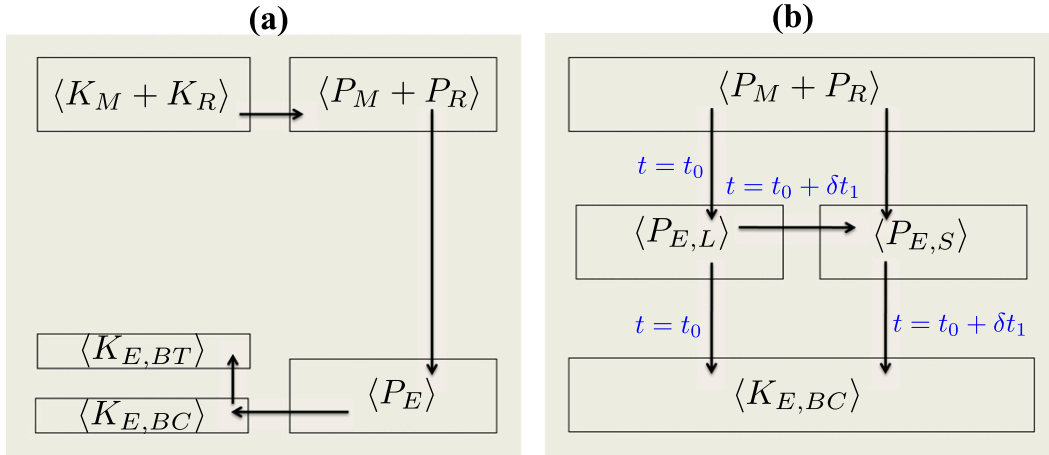 (a)
⟨K_M + K_R⟩ ⟨P_M + P_R⟩
⟨K_{E,BT}⟩
⟨K_{E,BC}⟩ ⟨P_E⟩
(b)
⟨P_M + P_R⟩
t = t_0
t = t_0 + δt_1
⟨P_{E,L}⟩ ⟨P_{E,S}⟩
t = t_0 t = t_0 + δt_1
⟨K_{E,BC}⟩